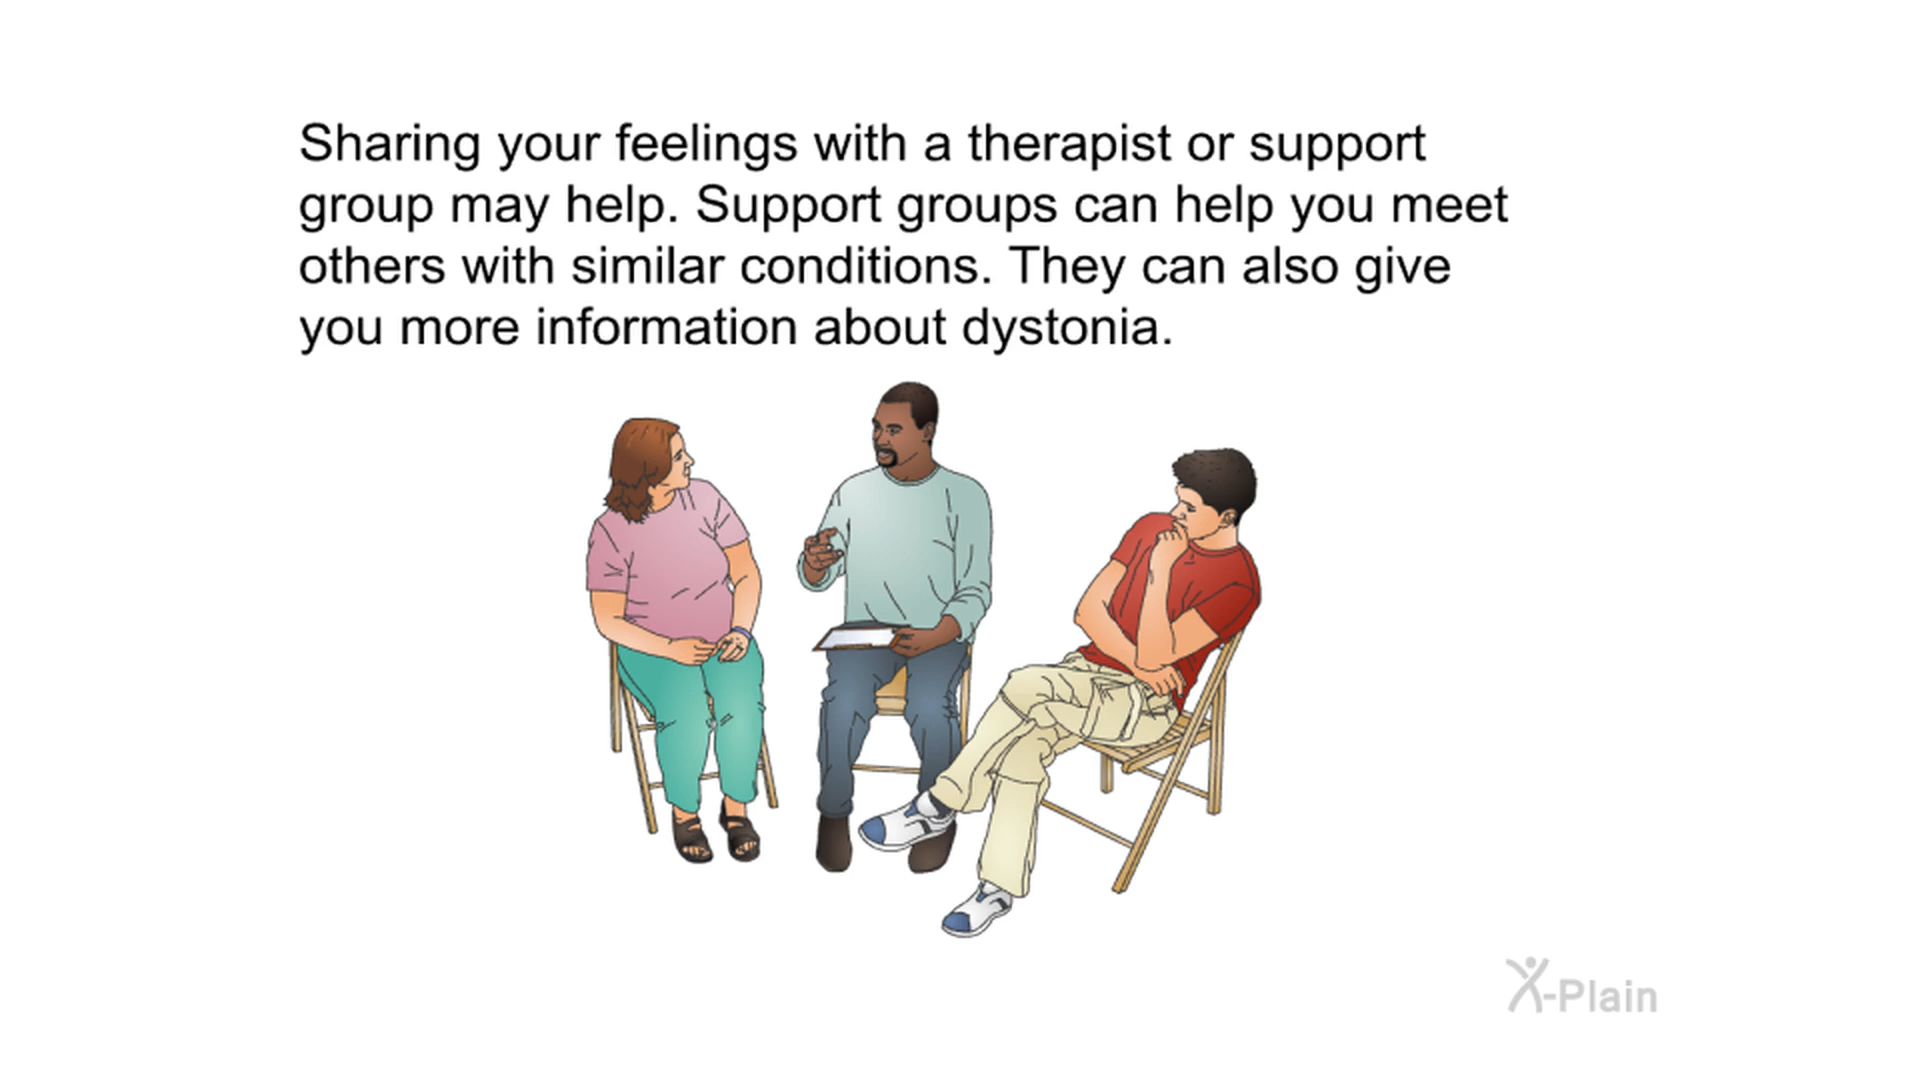 Sharing your feelings with a therapist or support
group may help. Support groups can help you meet
others with similar conditions. They can also give
you more information about dystonia.
X-Plain